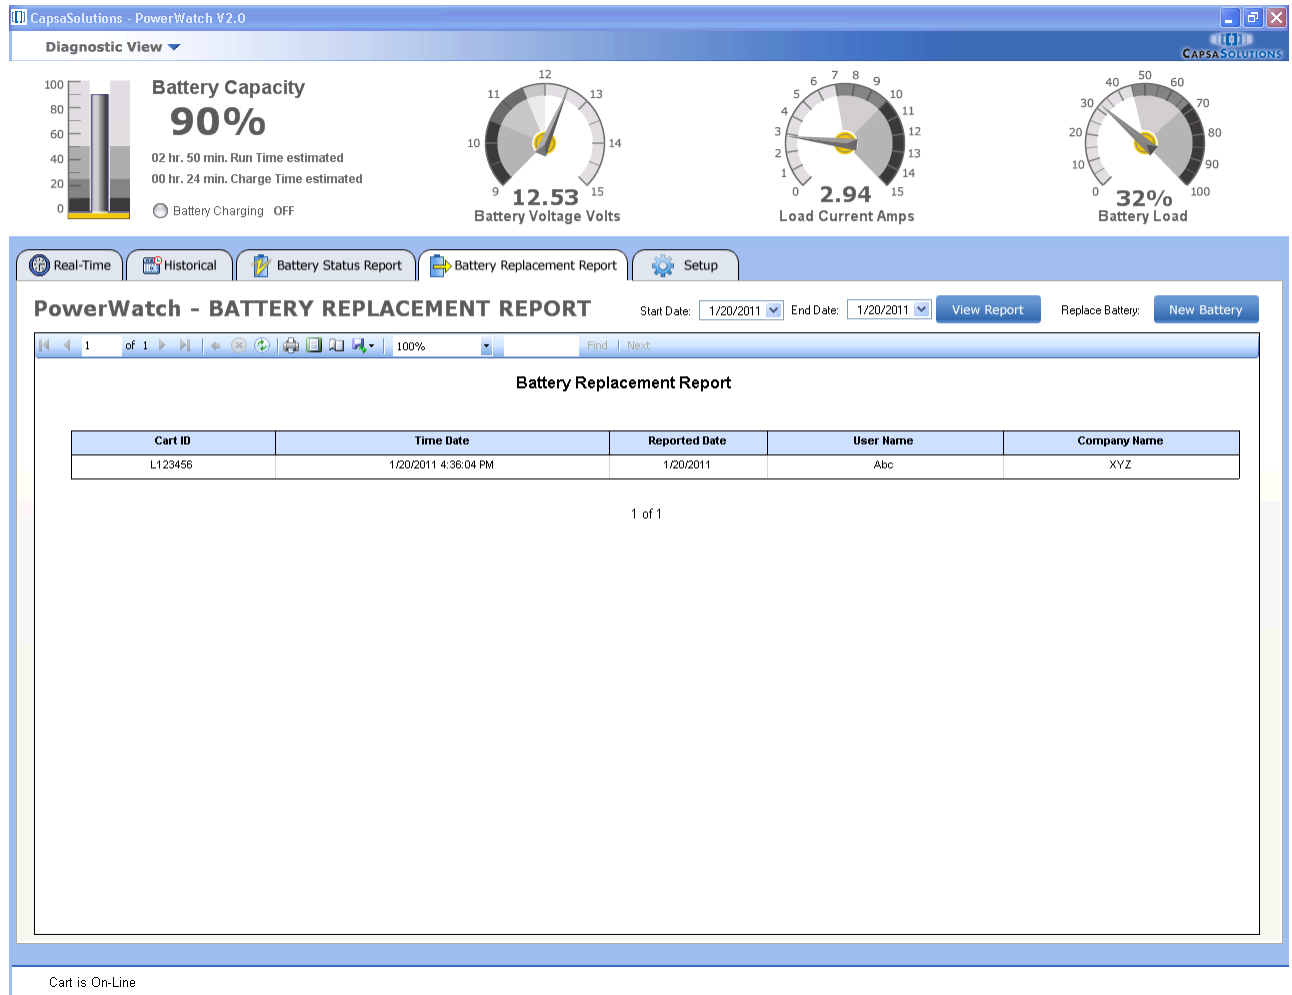 CapsaSolutions - PowerWatch V2.0
Diagnostic View
CAPSASOLUTIONS
100
80
60
40
20
0
Battery Capacity
90%
02 hr. 50 min. Run Time estimated
00 hr. 24 min. Charge Time estimated
Battery Charging OFF
9
10
11
12
13
14
15
12.53
Battery Voltage Volts
0
1
2
3
4
5
6
7
8
9
10
11
12
13
14
15
2.94
Load Current Amps
0
10
20
30
40
50
60
70
80
90
100
32%
Battery Load
Real-Time Historical Battery Status Report Battery Replacement Report Setup
PowerWatch - BATTERY REPLACEMENT REPORT Start Date: 1/20/2011 End Date: 1/20/2011 View Report Replace Battery: New Battery
1 of 1 100% Find | Next
Battery Replacement Report
Cart ID Time Date Reported Date User Name Company Name
L123456 1/20/2011 4:36:04 PM 1/20/2011 Abc XYZ
1 of 1
Cart is On-Line